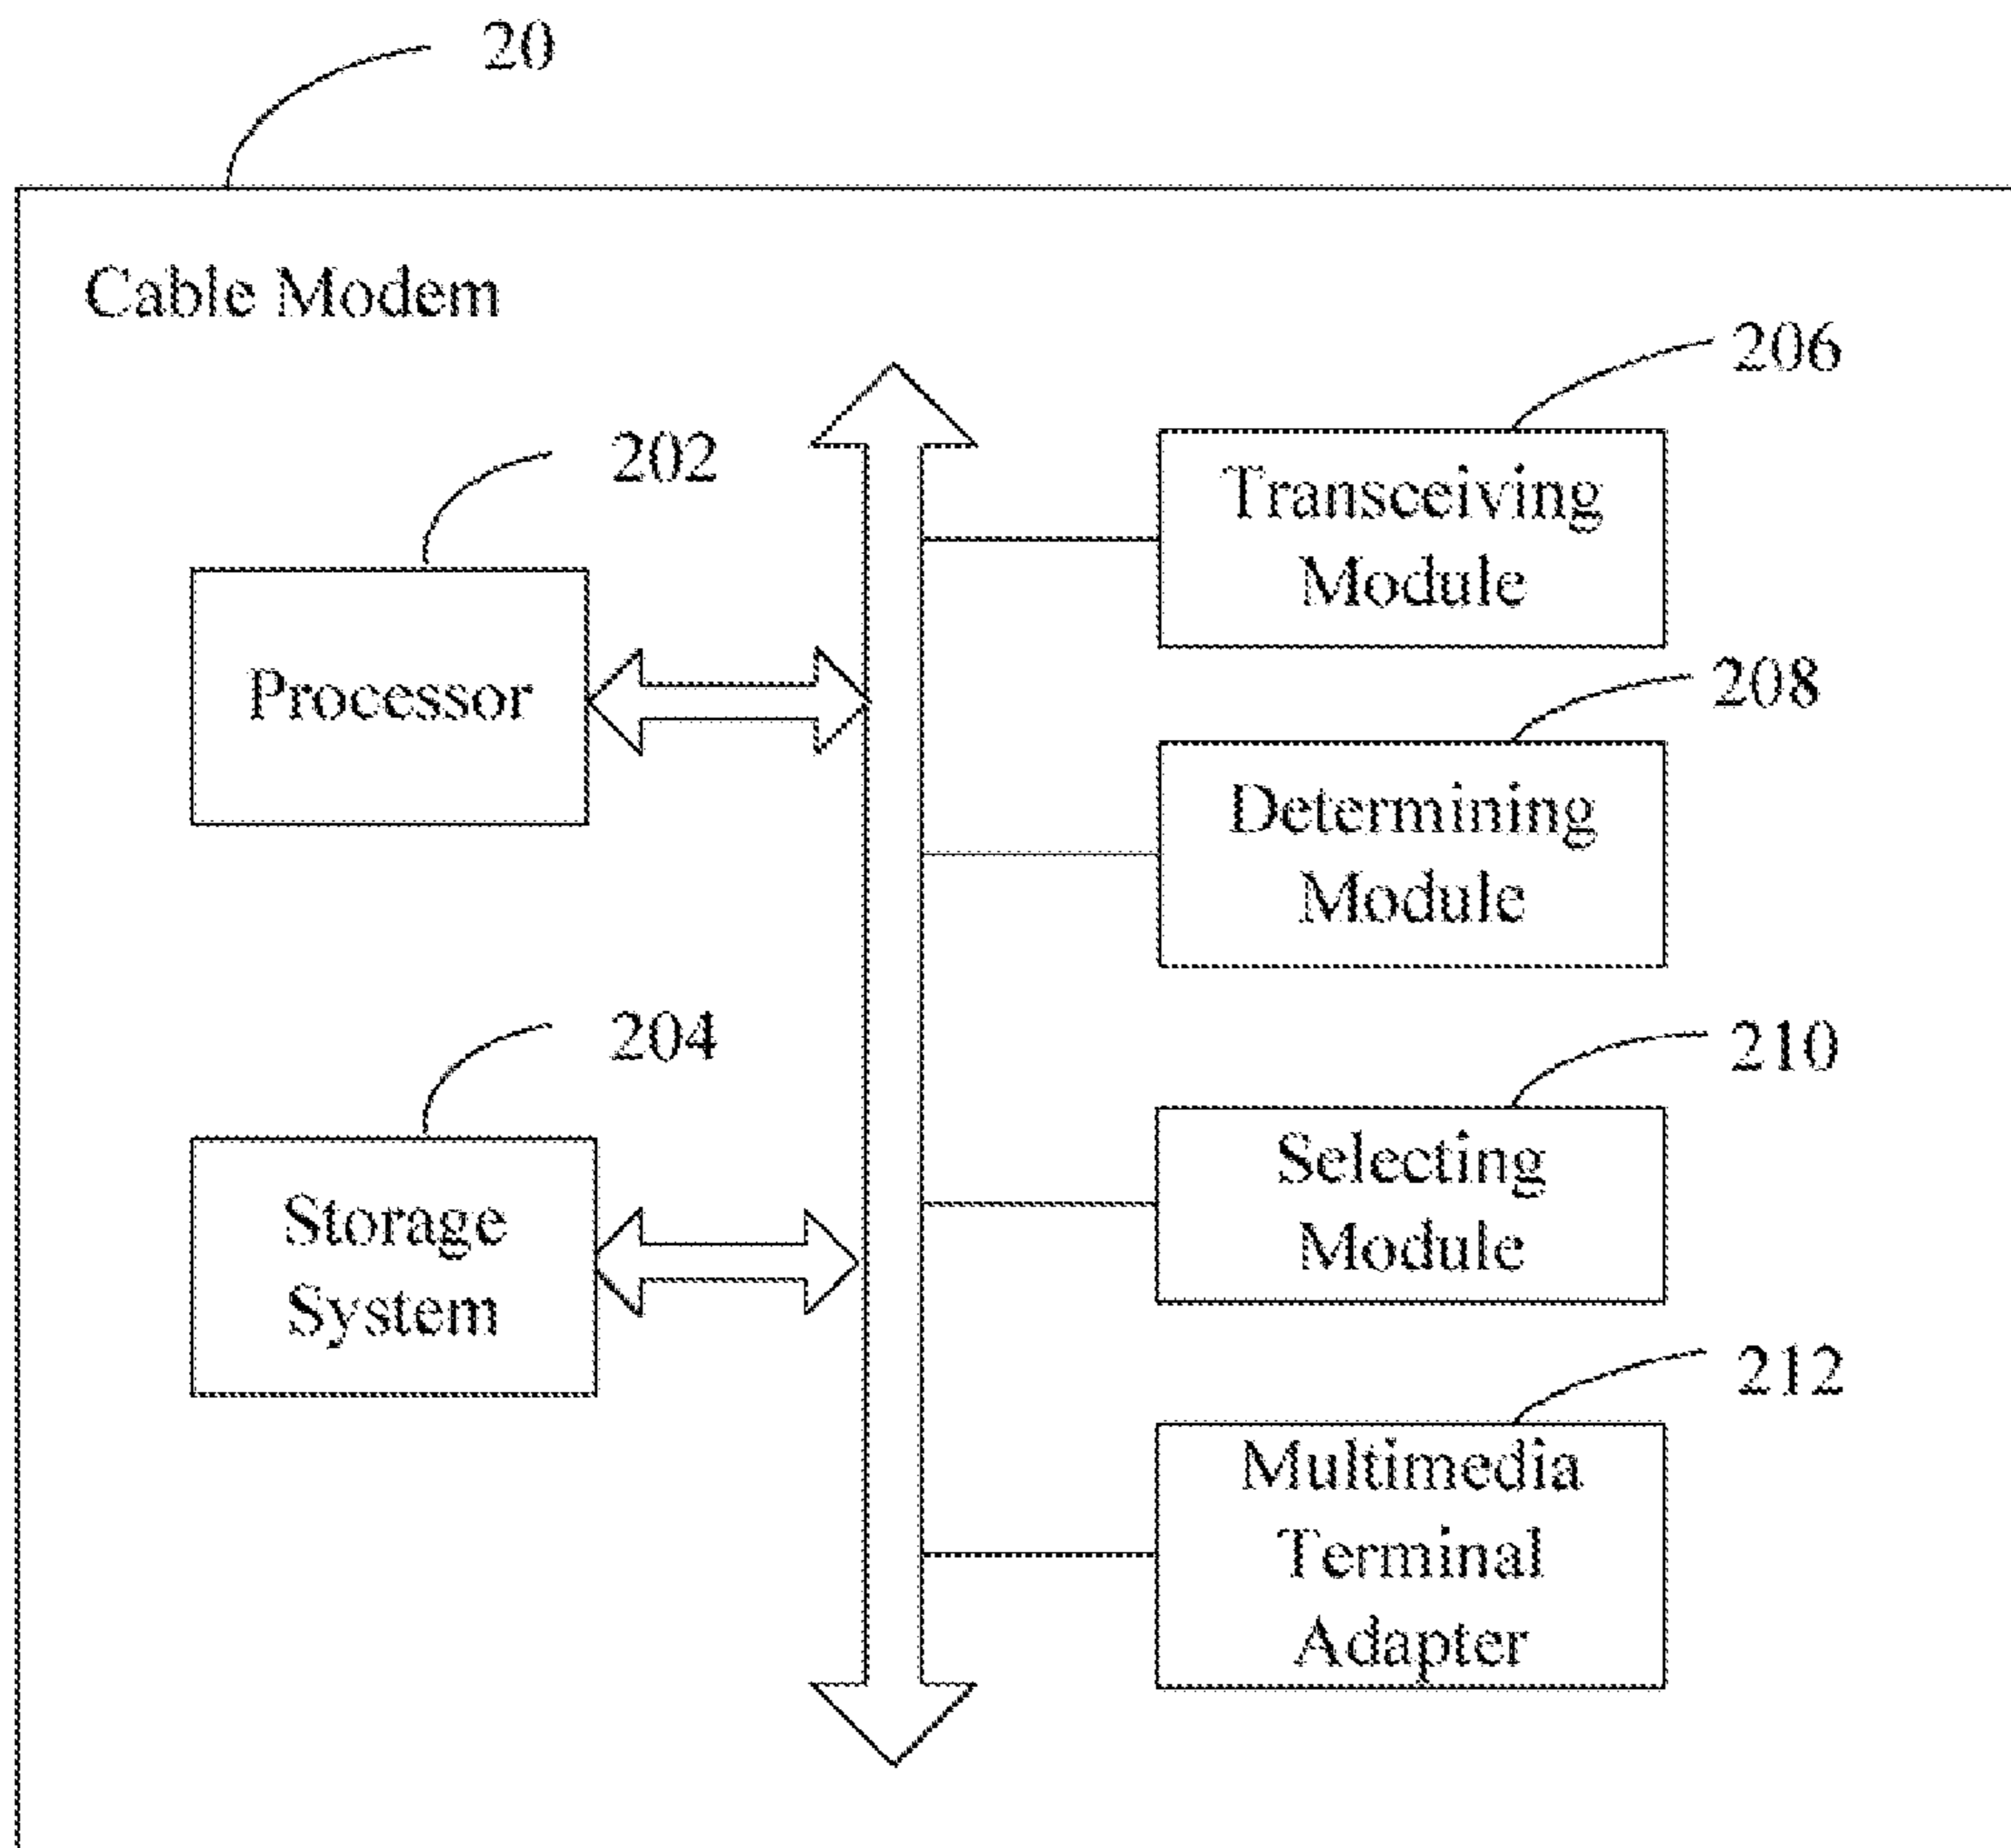 20
Cable Modem
206
Transceiving
Module
202
Processor
208
Determining
Module
204
Storage
System
210
Selecting
Module
212
Multimedia
Terminal
Adapter